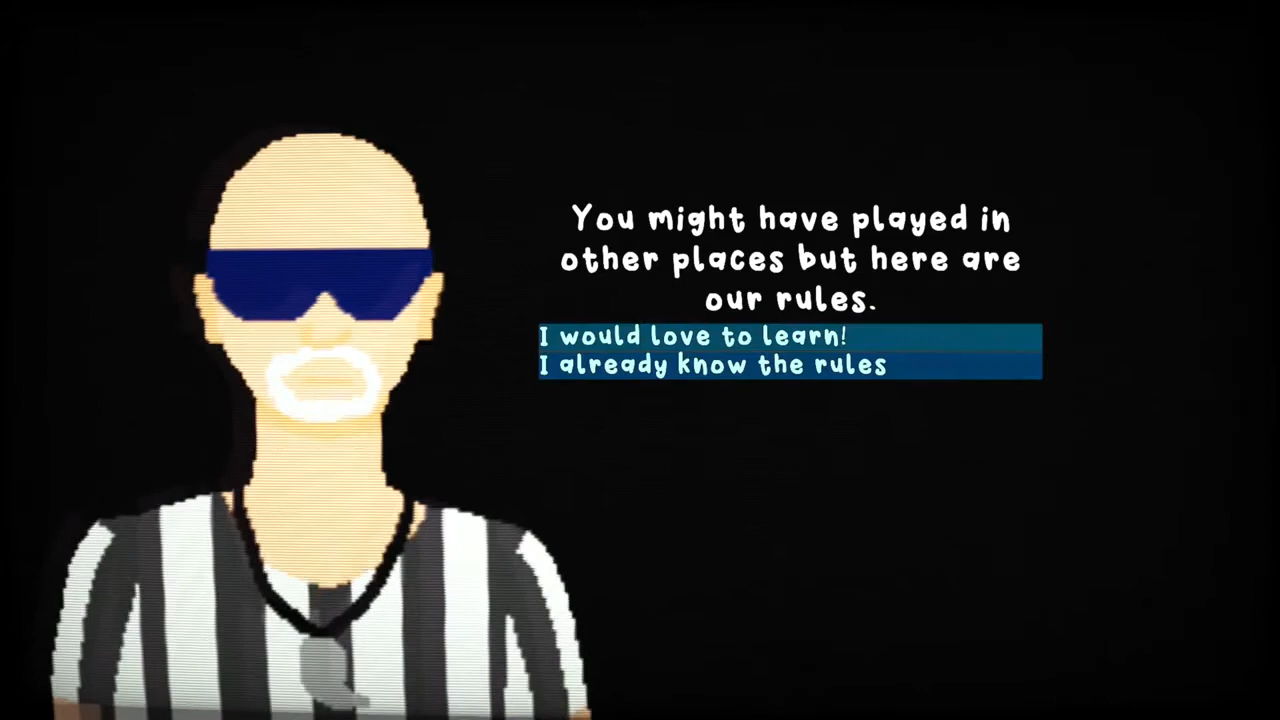 You might have played in
other places but here are
our rules.
I would love to learn!
I already know the rules